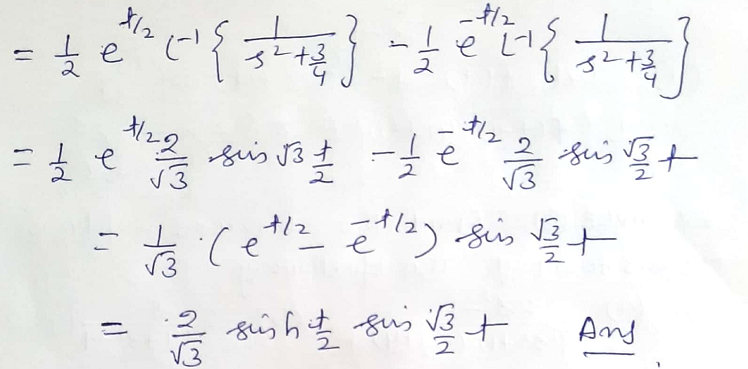 = 1/2 e^{t/2} L^{-1} { 1/(s^2 + 3/4) } - 1/2 e^{-t/2} L^{-1} { 1/(s^2 + 3/4) }
= 1/2 e^{t/2} 2/√3 sin √3 t/2 - 1/2 e^{-t/2} 2/√3 sin √3/2 t
= 1/√3 · (e^{t/2} - e^{-t/2}) sin √3/2 t
= 2/√3 sinh t/2 sin √3/2 t Ans